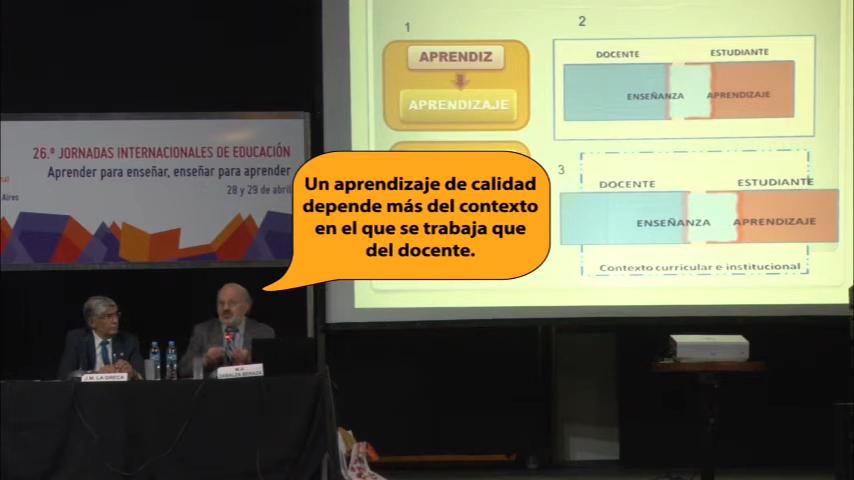 1
APRENDIZ
APRENDIZAJE
2
DOCENTE
ESTUDIANTE
ENSEÑANZA
APRENDIZAJE
3
DOCENTE
ESTUDIANTE
ENSEÑANZA
APRENDIZAJE
Contexto curricular e institucional
26.º JORNADAS INTERNACIONALES DE EDUCACIÓN
Aprender para enseñar, enseñar para aprender
28 y 29 de abril
Aires
Un aprendizaje de calidad
depende más del contexto
en el que se trabaja que
del docente.
J.M. LA GRECA